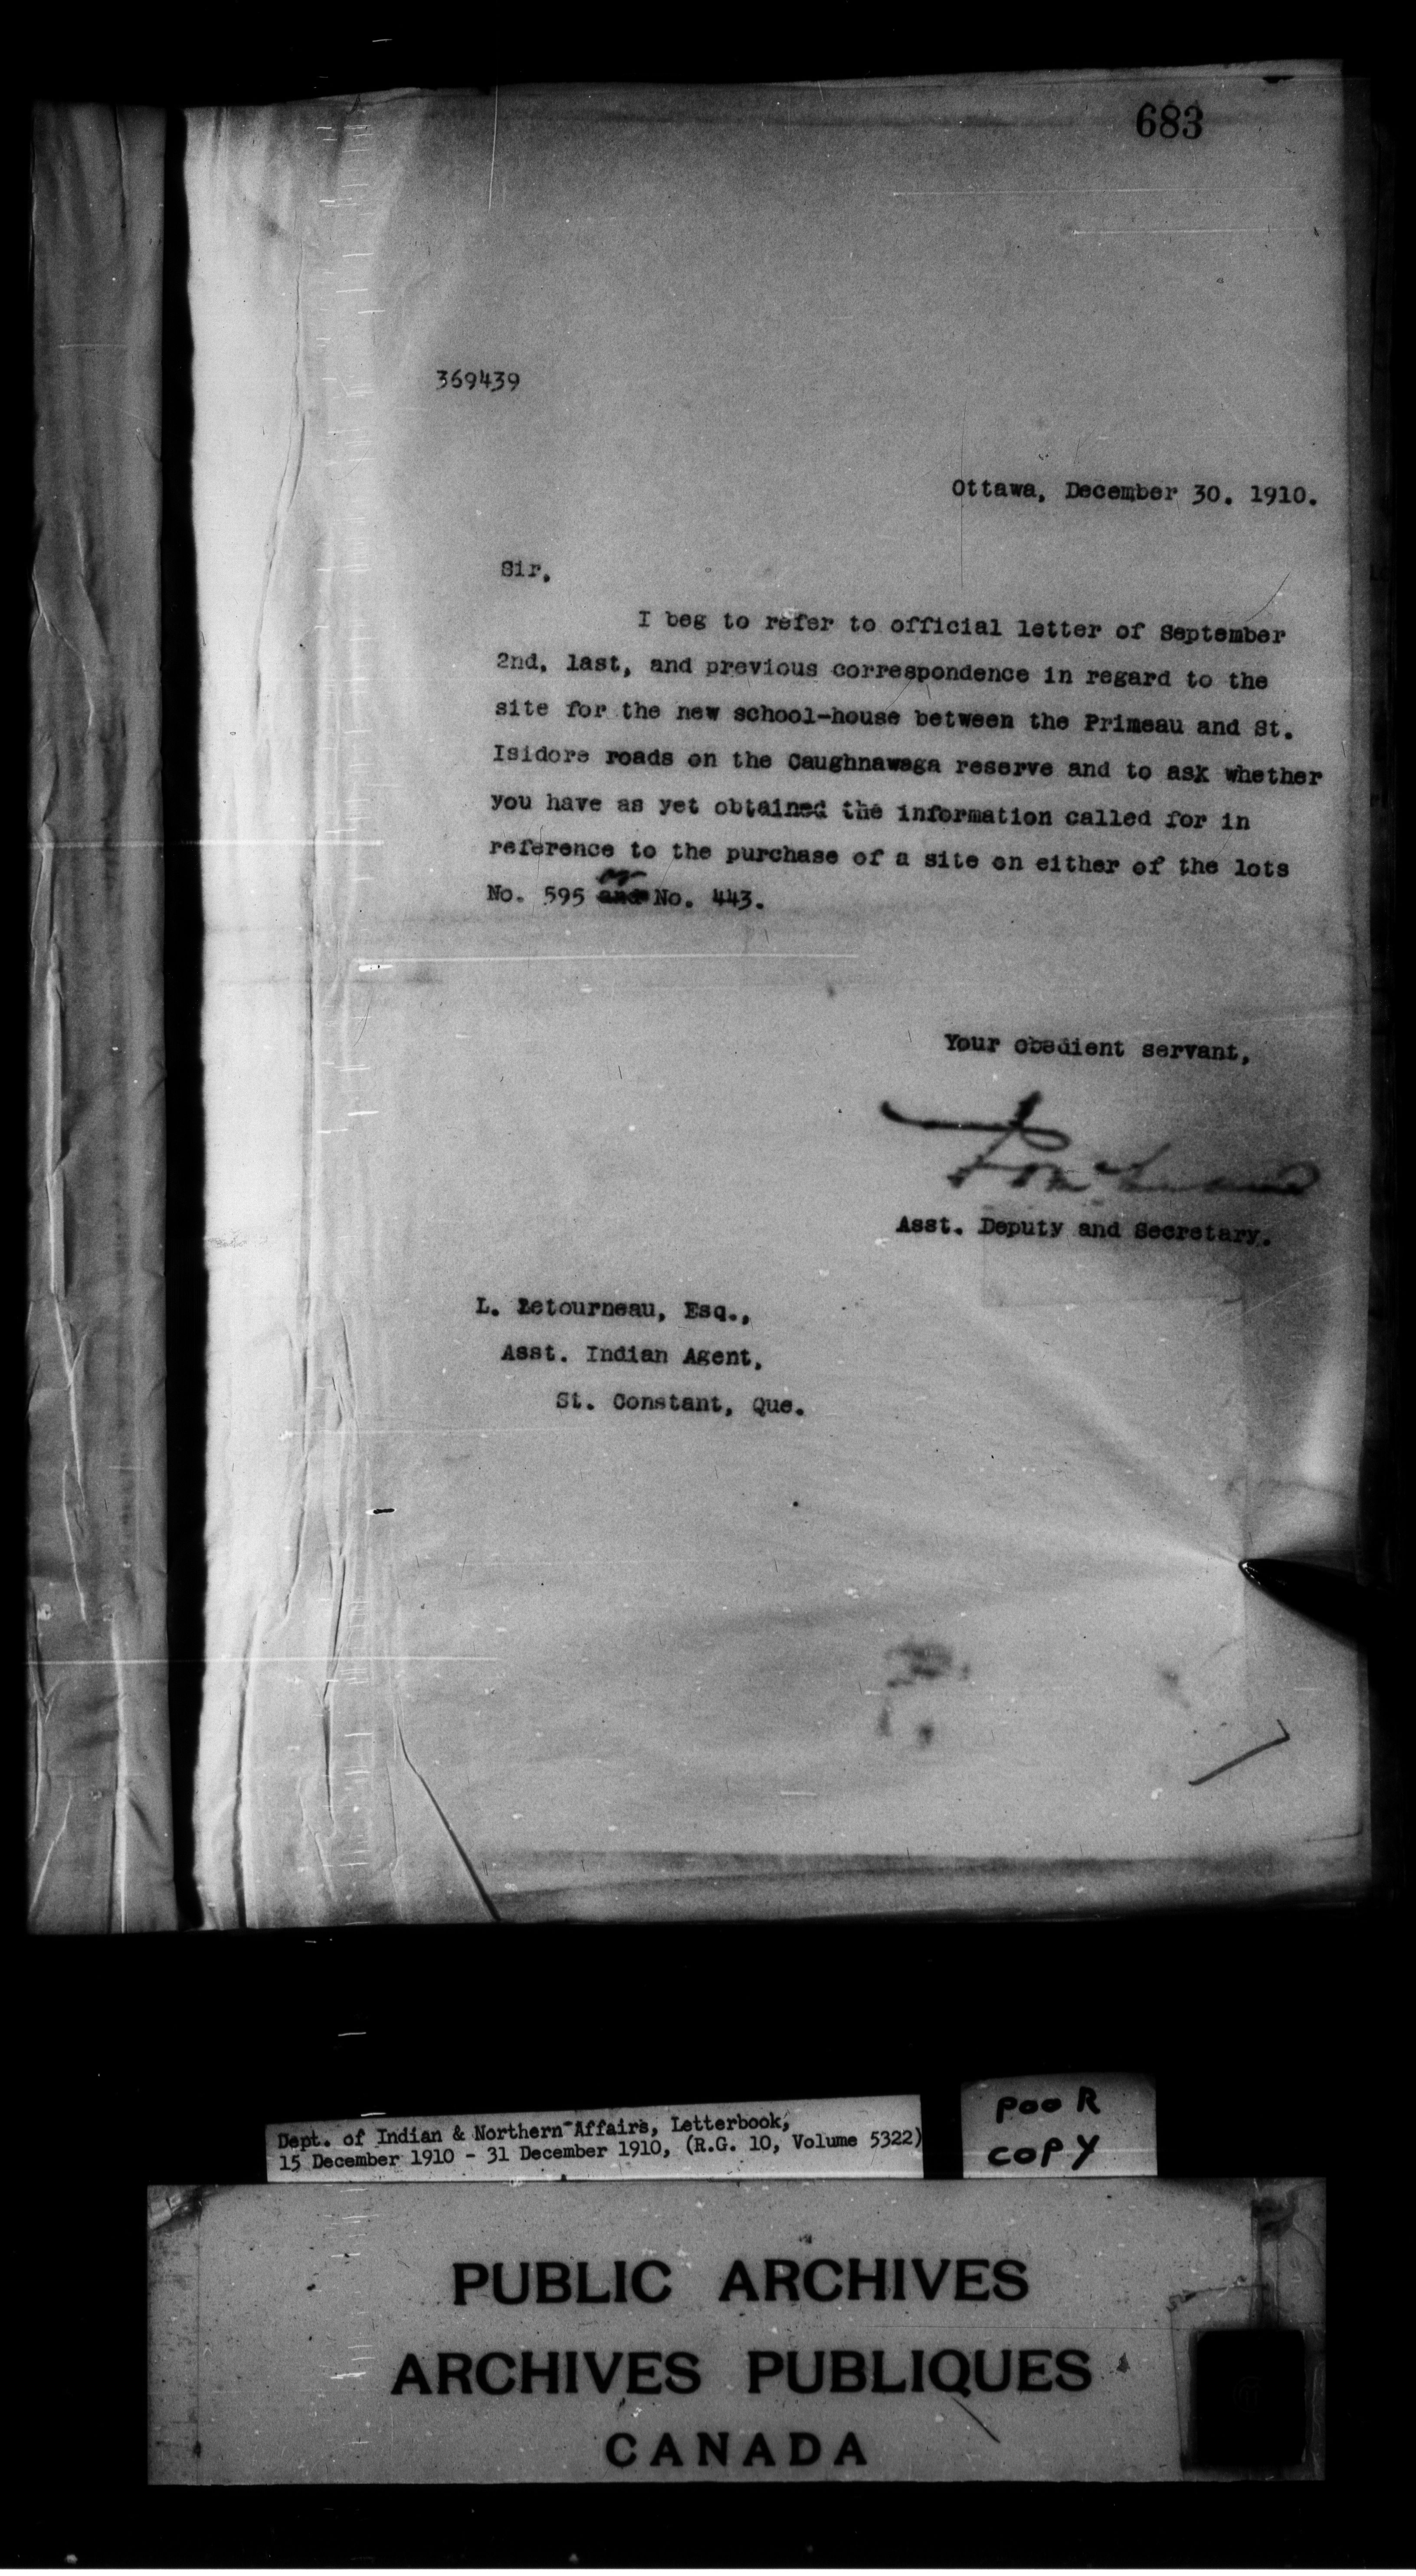 683
369439
Ottawa, December 30. 1910.
Sir,
I beg to refer to official letter of September
2nd, last, and previous correspondence in regard to the
site for the new school-house between the Primeau and St.
Isidore roads on the Caughnawaga reserve and to ask whether
you have as yet obtained the information called for in
reference to the purchase of a site on either of the lots
or
No. 595 and No. 443.
Your obedient servant,
Asst. Deputy and Secretary.
L. Letourneau, Esq.,
Asst. Indian Agent,
St. Constant, Que.
Dept. of Indian & Northern Affairs, Letterbook,
15 December 1910 - 31 December 1910, (R.G. 10, Volume 5322)
POOR
COPY
PUBLIC ARCHIVES
ARCHIVES PUBLIQUES
CANADA